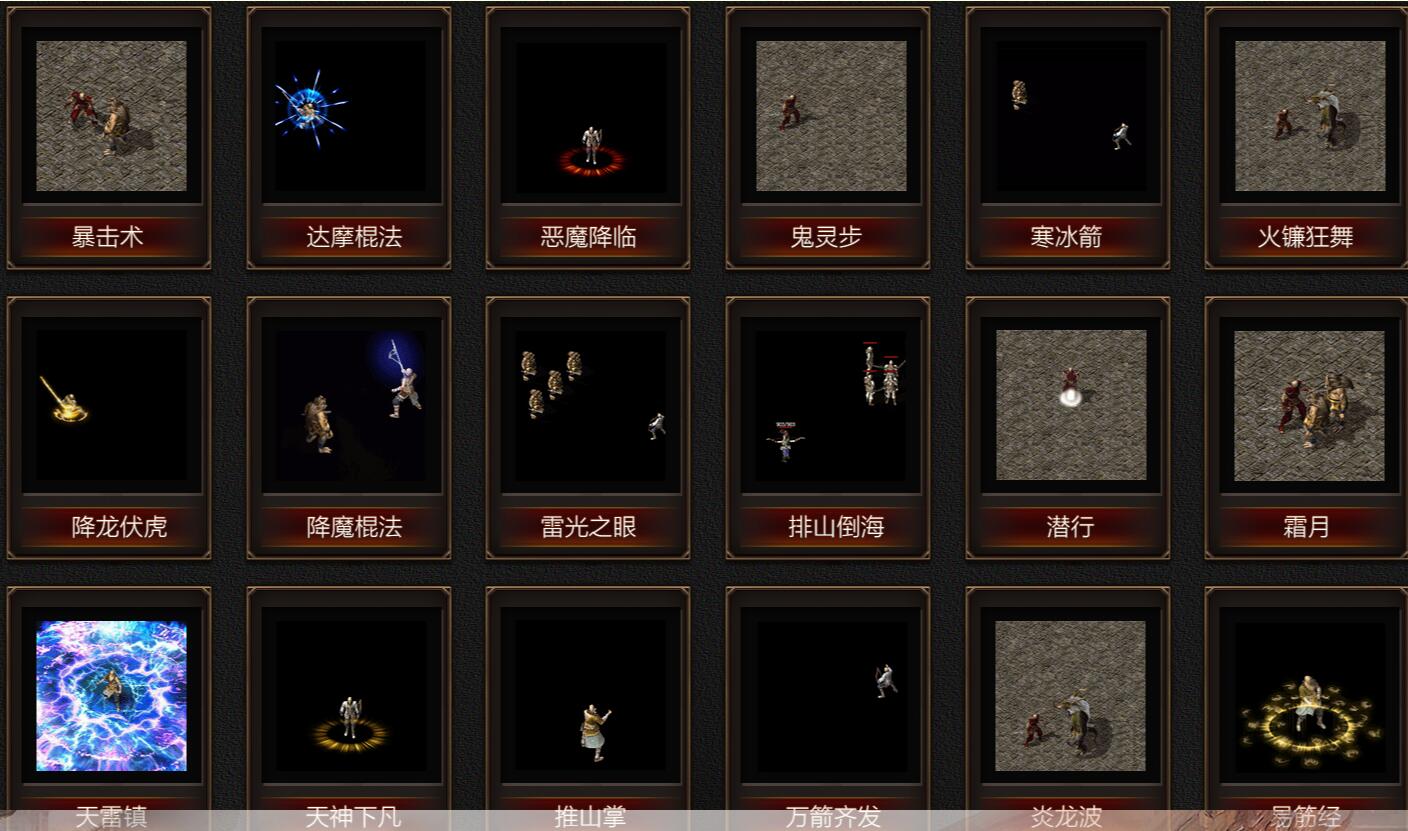 暴击术
达摩棍法
恶魔降临
鬼灵步
寒冰箭
火镰狂舞
降龙伏虎
降魔棍法
雷光之眼
排山倒海
潜行
霜月
天雷镇
天神下凡
推山掌
万箭齐发
炎龙波
易筋经